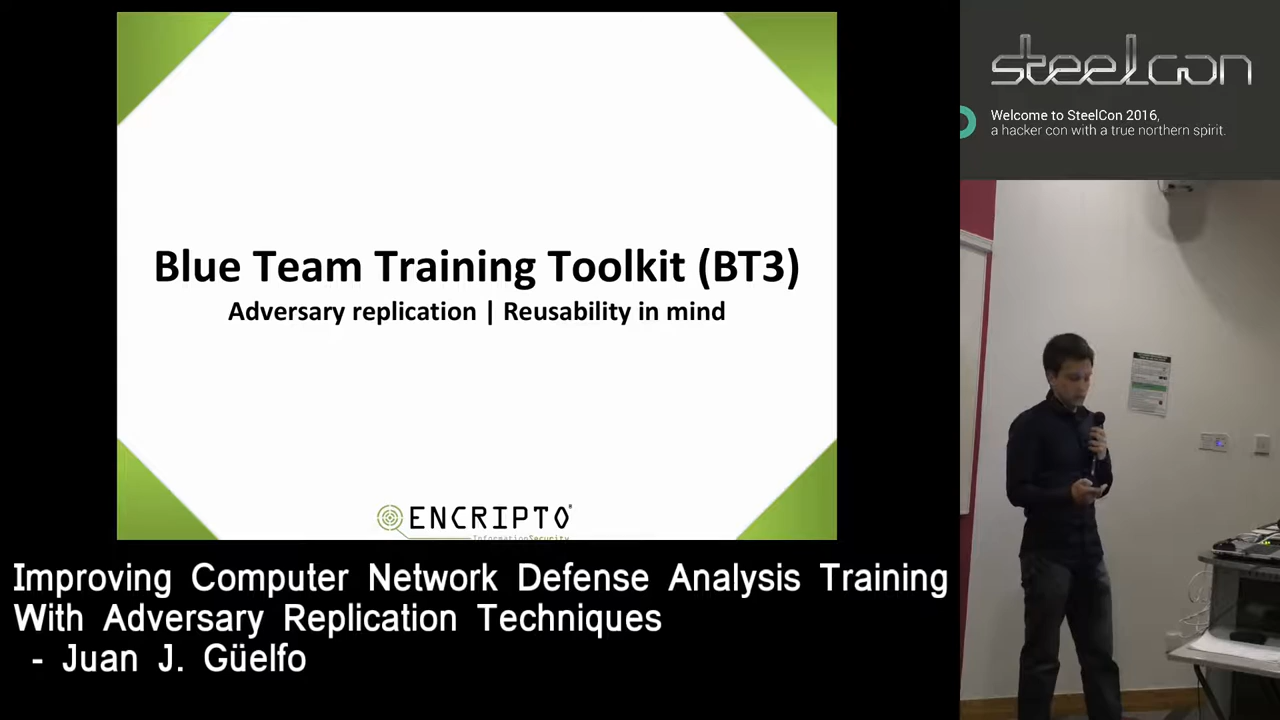 Blue Team Training Toolkit (BT3)
Adversary replication | Reusability in mind
ENCRIPTO
InformationSecurity
steelcon
Welcome to SteelCon 2016,
a hacker con with a true northern spirit.
Improving Computer Network Defense Analysis Training
With Adversary Replication Techniques
- Juan J. Güelfo